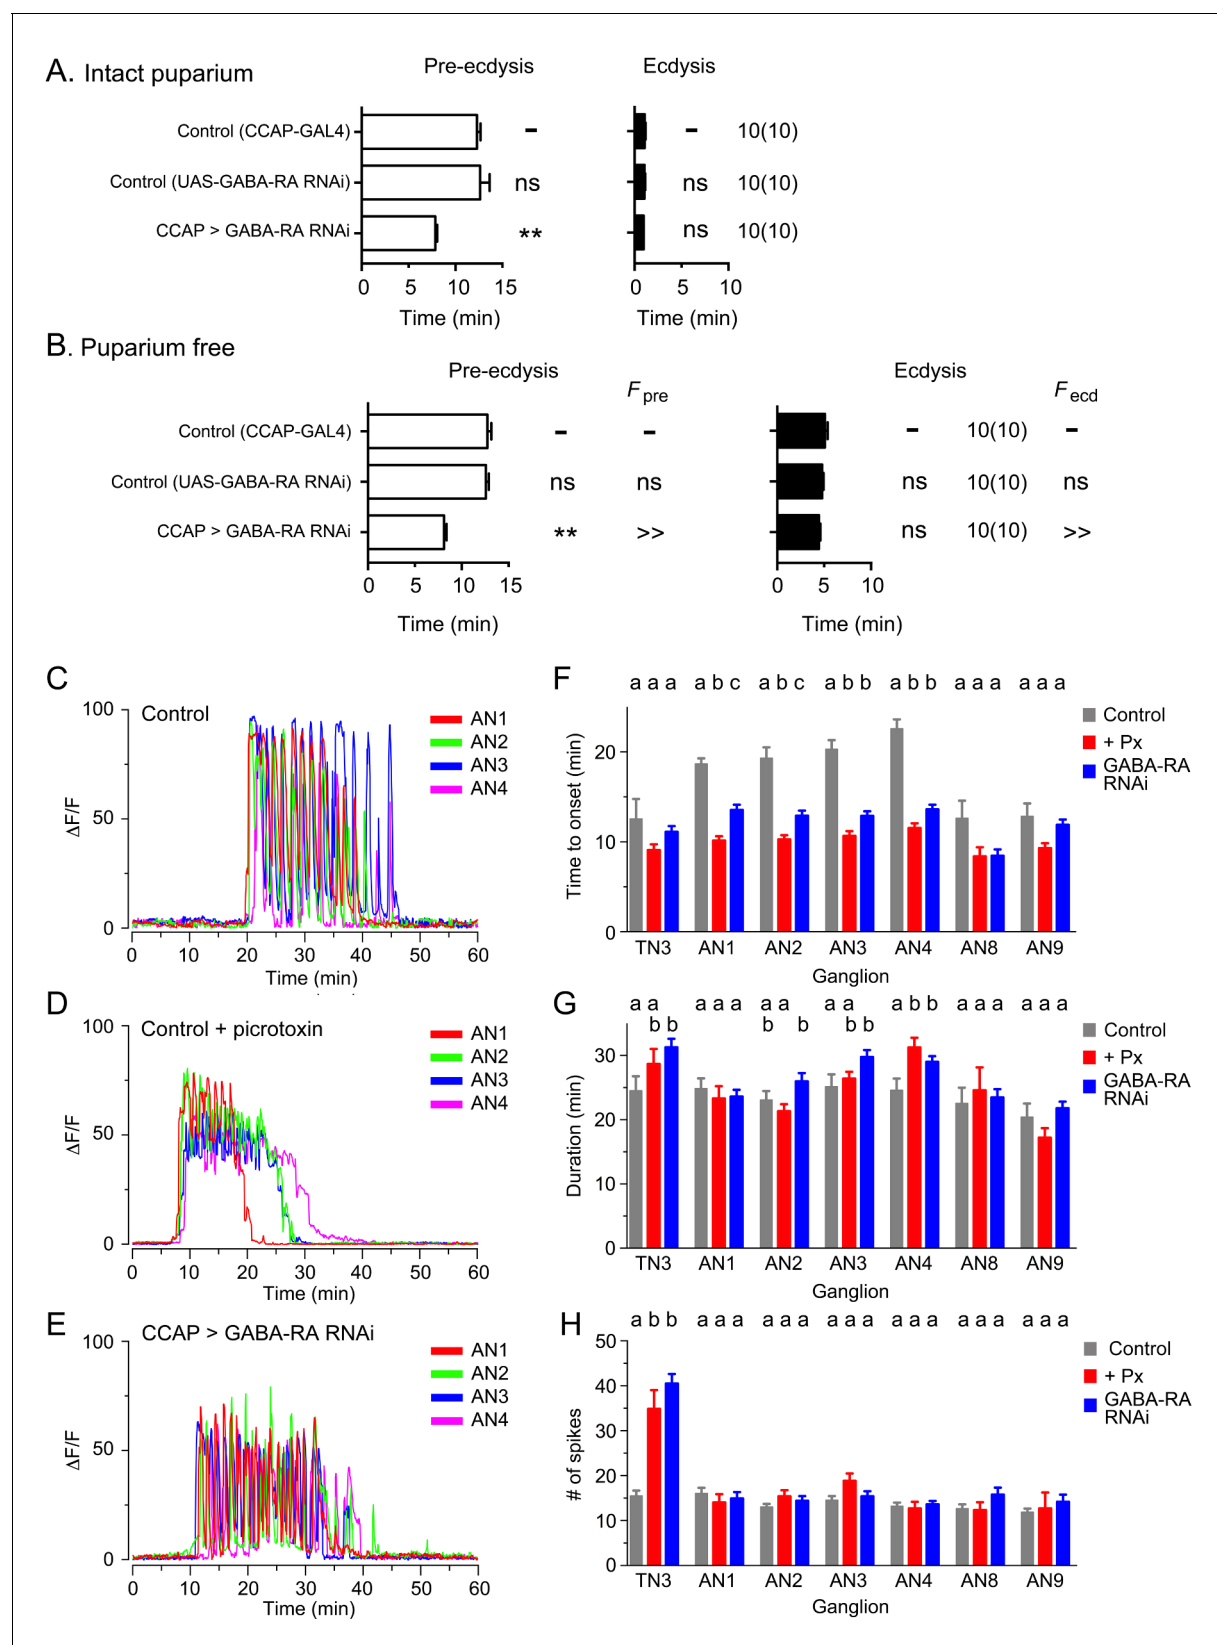 A. Intact puparium
Pre-ecdysis Ecdysis
Control (CCAP-GAL4) - - 10(10)
Control (UAS-GABA-RA RNAi) ns ns 10(10)
CCAP > GABA-RA RNAi ** ns 10(10)
0 5 10 15 0 5 10
Time (min) Time (min)
B. Puparium free
Pre-ecdysis Ecdysis
Fpre Fecd
Control (CCAP-GAL4) - - - 10(10) -
Control (UAS-GABA-RA RNAi) ns ns ns 10(10) ns
CCAP > GABA-RA RNAi ** >> ns 10(10) >>
0 5 10 15 0 5 10
Time (min) Time (min)
C
Control
100
50
0
ΔF/F
AN1
AN2
AN3
AN4
0 10 20 30 40 50 60
Time (min)
D
Control + picrotoxin
100
50
0
ΔF/F
AN1
AN2
AN3
AN4
0 10 20 30 40 50 60
Time (min)
E
CCAP > GABA-RA RNAi
100
50
0
ΔF/F
AN1
AN2
AN3
AN4
0 10 20 30 40 50 60
Time (min)
F
a a a a b c a b c a b b a b b a a a a a a
Control
+ Px
GABA-RA
RNAi
20
10
0
Time to onset (min)
TN3 AN1 AN2 AN3 AN4 AN8 AN9
Ganglion
G
a a a a a a a a a a b b a a a a a a
b b b b b b
Control
+ Px
GABA-RA
RNAi
30
20
10
0
Duration (min)
TN3 AN1 AN2 AN3 AN4 AN8 AN9
Ganglion
H
a b b a a a a a a a a a a a a a a a a a a
Control
+ Px
GABA-RA
RNAi
50
40
30
20
10
0
# of spikes
TN3 AN1 AN2 AN3 AN4 AN8 AN9
Ganglion